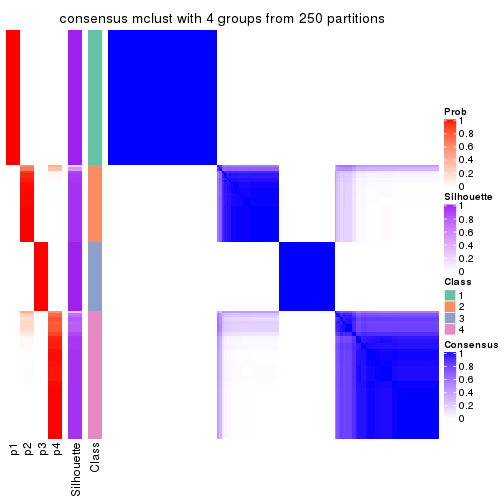 consensus mclust with 4 groups from 250 partitions
Prob
1
0.8
0.6
0.4
0.2
0
Silhouette
1
0.8
0.6
0.4
0.2
0
Class
1
2
3
4
Consensus
1
0.8
0.6
0.4
0.2
0
p1
p2
p3
p4
Silhouette
Class